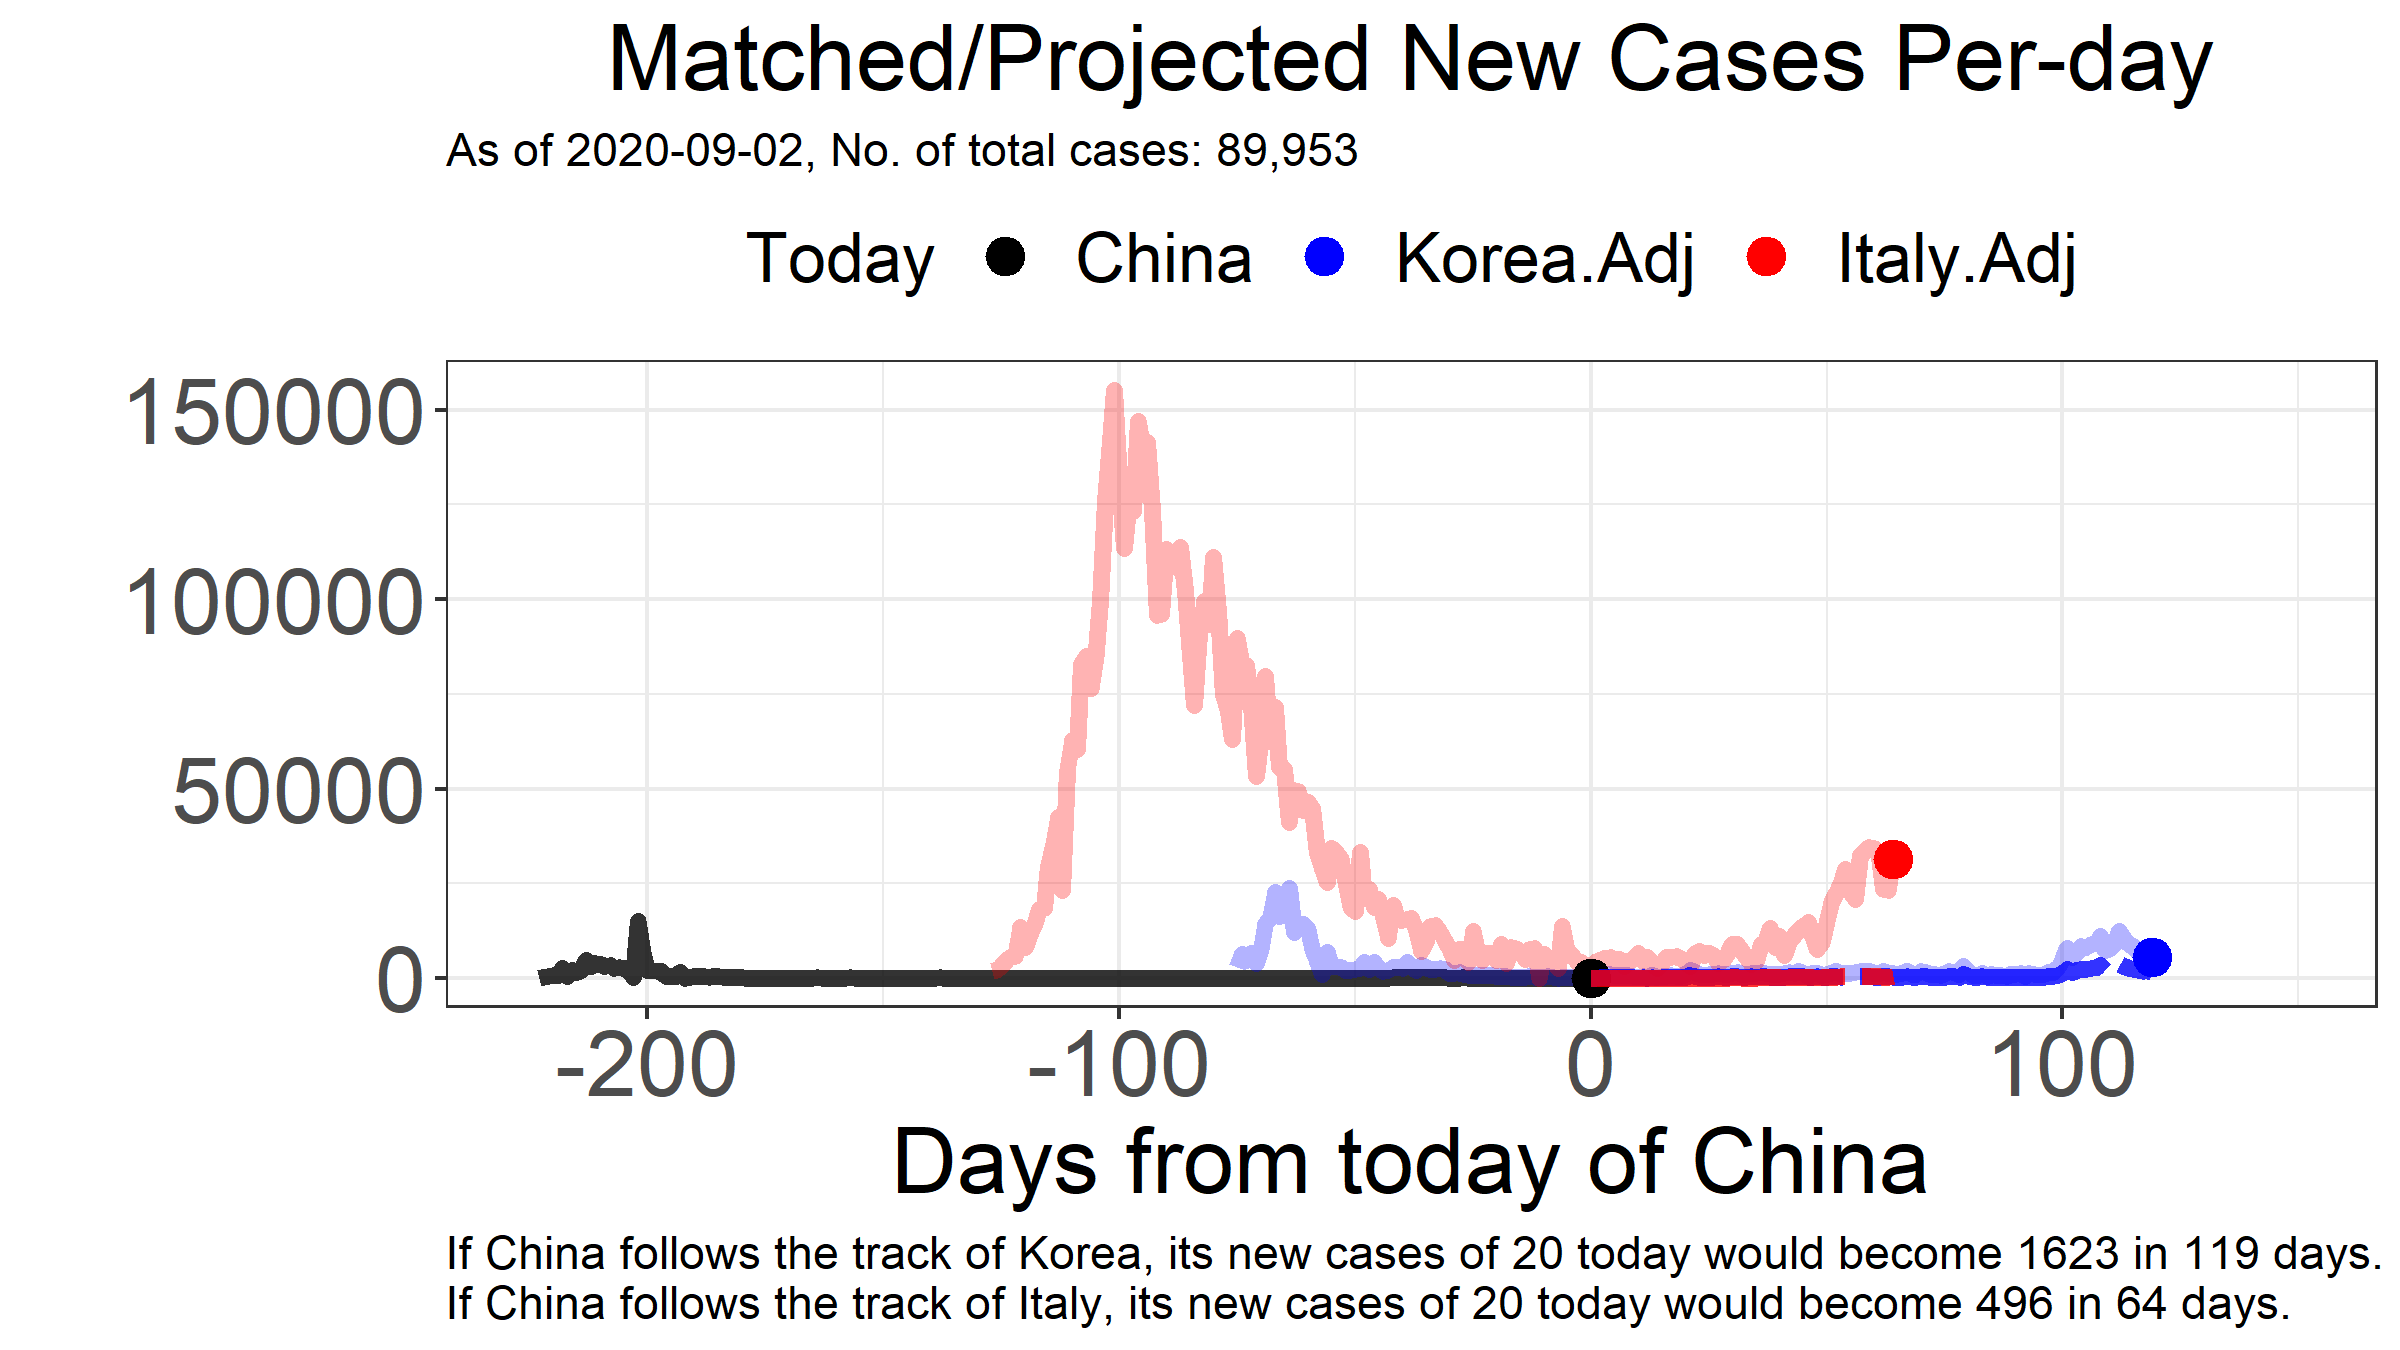 Matched/Projected New Cases Per-day
As of 2020-09-02, No. of total cases: 89,953
Today China Korea.Adj Italy.Adj
150000
100000
50000
0
-200 -100 0 100
Days from today of China
If China follows the track of Korea, its new cases of 20 today would become 1623 in 119 days.
If China follows the track of Italy, its new cases of 20 today would become 496 in 64 days.